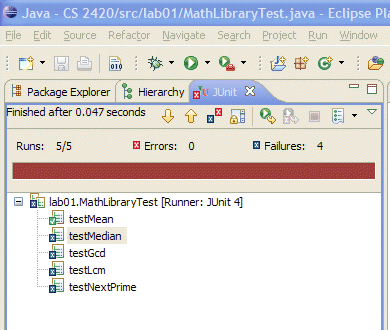 Java - CS 2420/src/lab01/MathLibraryTest.java - Eclipse Pla
File Edit Source Refactor Navigate Search Project Run Window
Package Explorer Hierarchy JUnit
Finished after 0.047 seconds
Runs: 5/5 Errors: 0 Failures: 4
lab01.MathLibraryTest [Runner: JUnit 4]
testMean
testMedian
testGcd
testLcm
testNextPrime